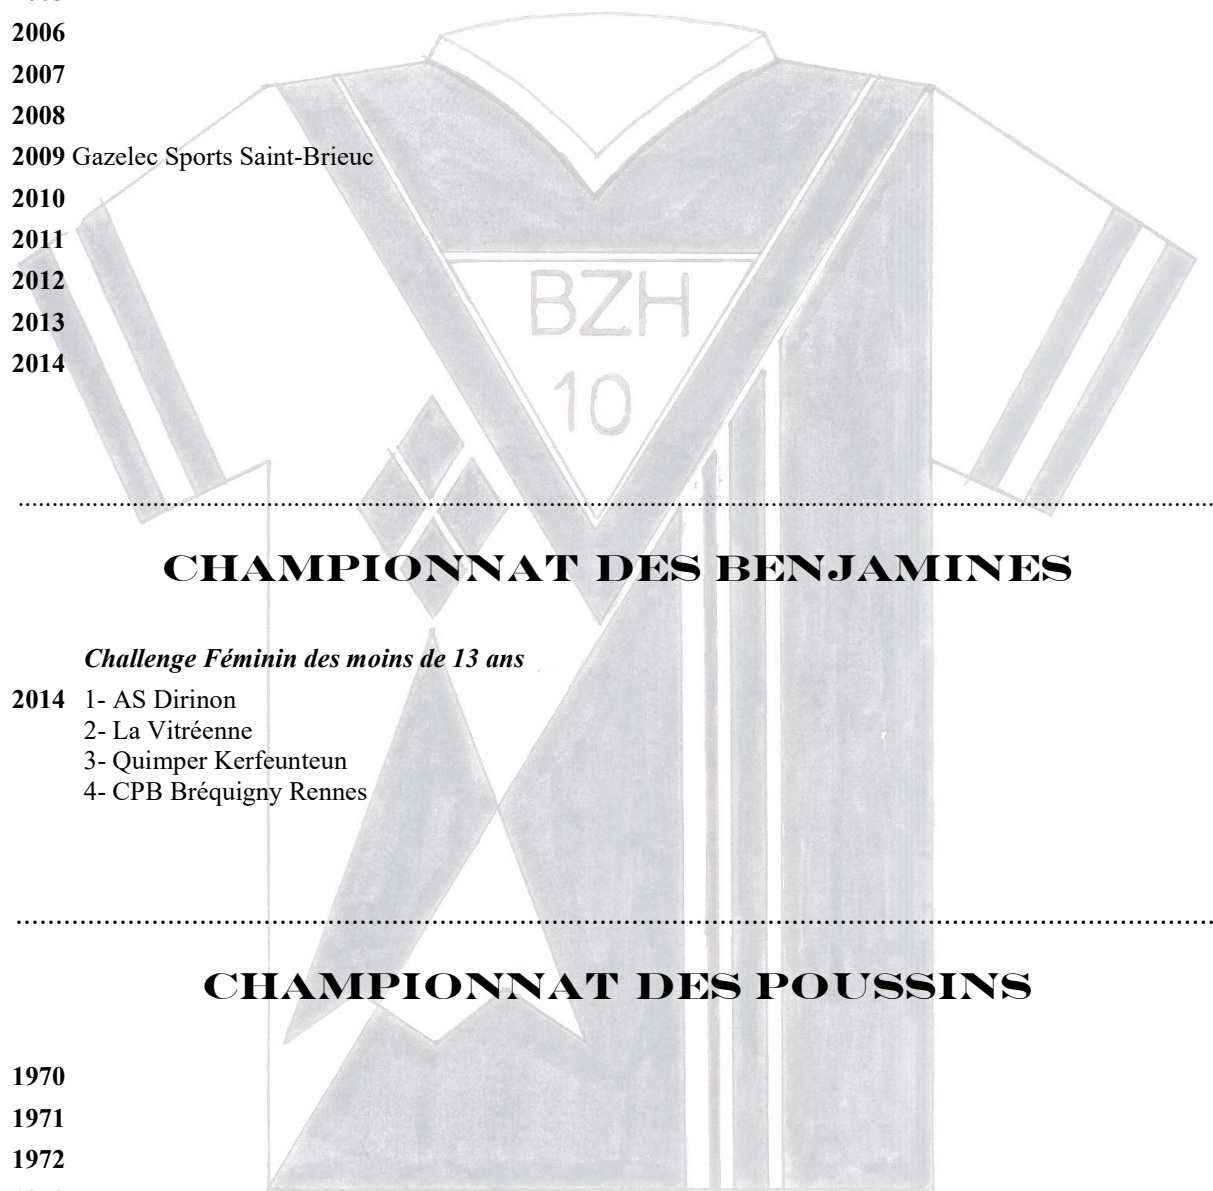 2006
2007
2008
2009 Gazelec Sports Saint-Brieuc
2010
2011
2012
2013
2014
BZH
10
CHAMPIONNAT DES BENJAMINES
Challenge Féminin des moins de 13 ans
2014 1- AS Dirinon
2- La Vitréenne
3- Quimper Kerfeunteun
4- CPB Bréquigny Rennes
CHAMPIONNAT DES POUSSINS
1970
1971
1972